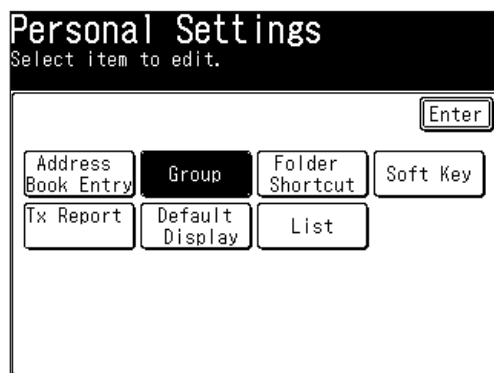 Personal Settings
Select item to edit.
Enter
Address
Book Entry
Group
Folder
Shortcut
Soft Key
Tx Report
Default
Display
List